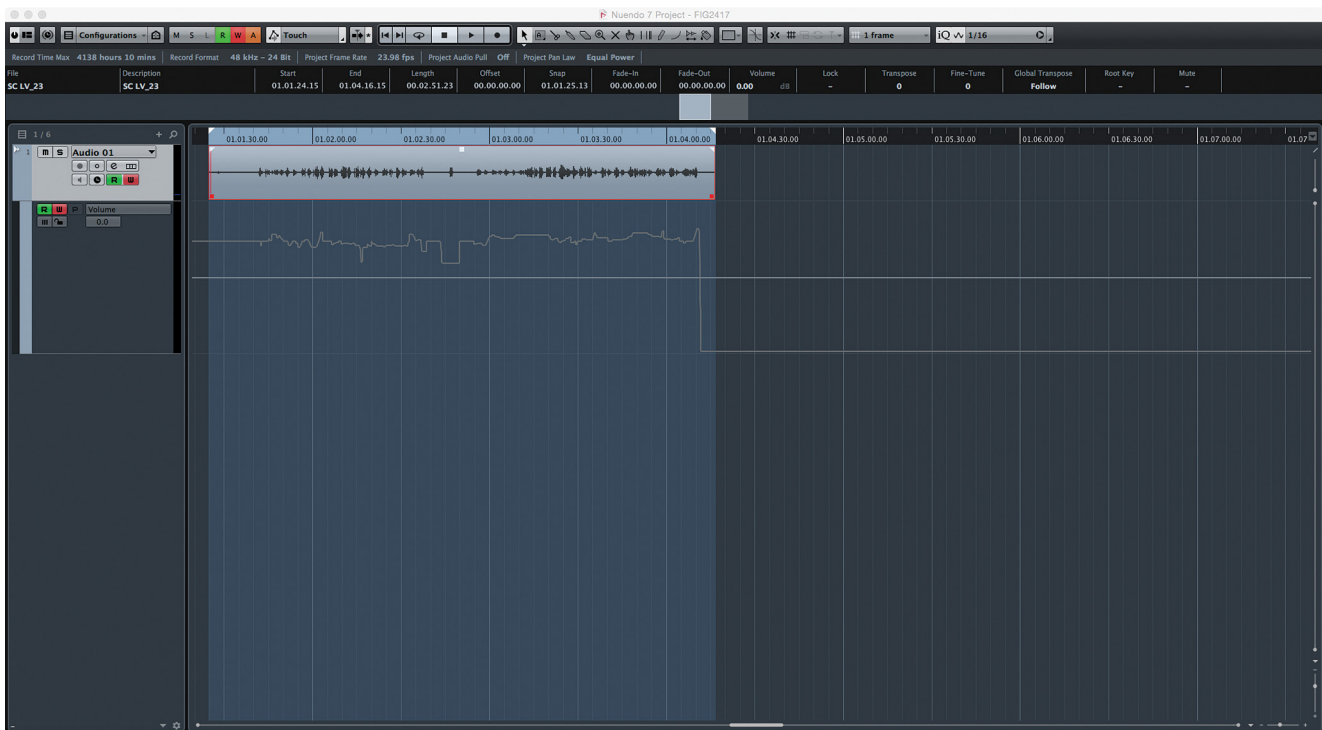 Nuendo 7 Project - FIG2417
Configurations M S L R W A Touch 1 frame iQ 1/16
Record Time Max 4138 hours 10 mins Record Format 48 kHz - 24 Bit Project Frame Rate 23.98 fps Project Audio Pull Off Project Pan Law Equal Power
File Description Start End Length Offset Snap Fade-In Fade-Out Volume Lock Transpose Fine-Tune Global Transpose Root Key Mute
SC LV_23 SC LV_23 01.01.24.15 01.04.16.15 00.02.51.23 00.00.00.00 01.01.25.13 00.00.00.00 00.00.00.00 0.00 dB - 0 0 Follow - -
1/6 + 01.01.30.00 01.02.00.00 01.02.30.00 01.03.00.00 01.03.30.00 01.04.00.00 01.04.30.00 01.05.00.00 01.05.30.00 01.06.00.00 01.06.30.00 01.07.00.00 01.07
1 m S Audio 01
e
R W
R W P Volume
0.0